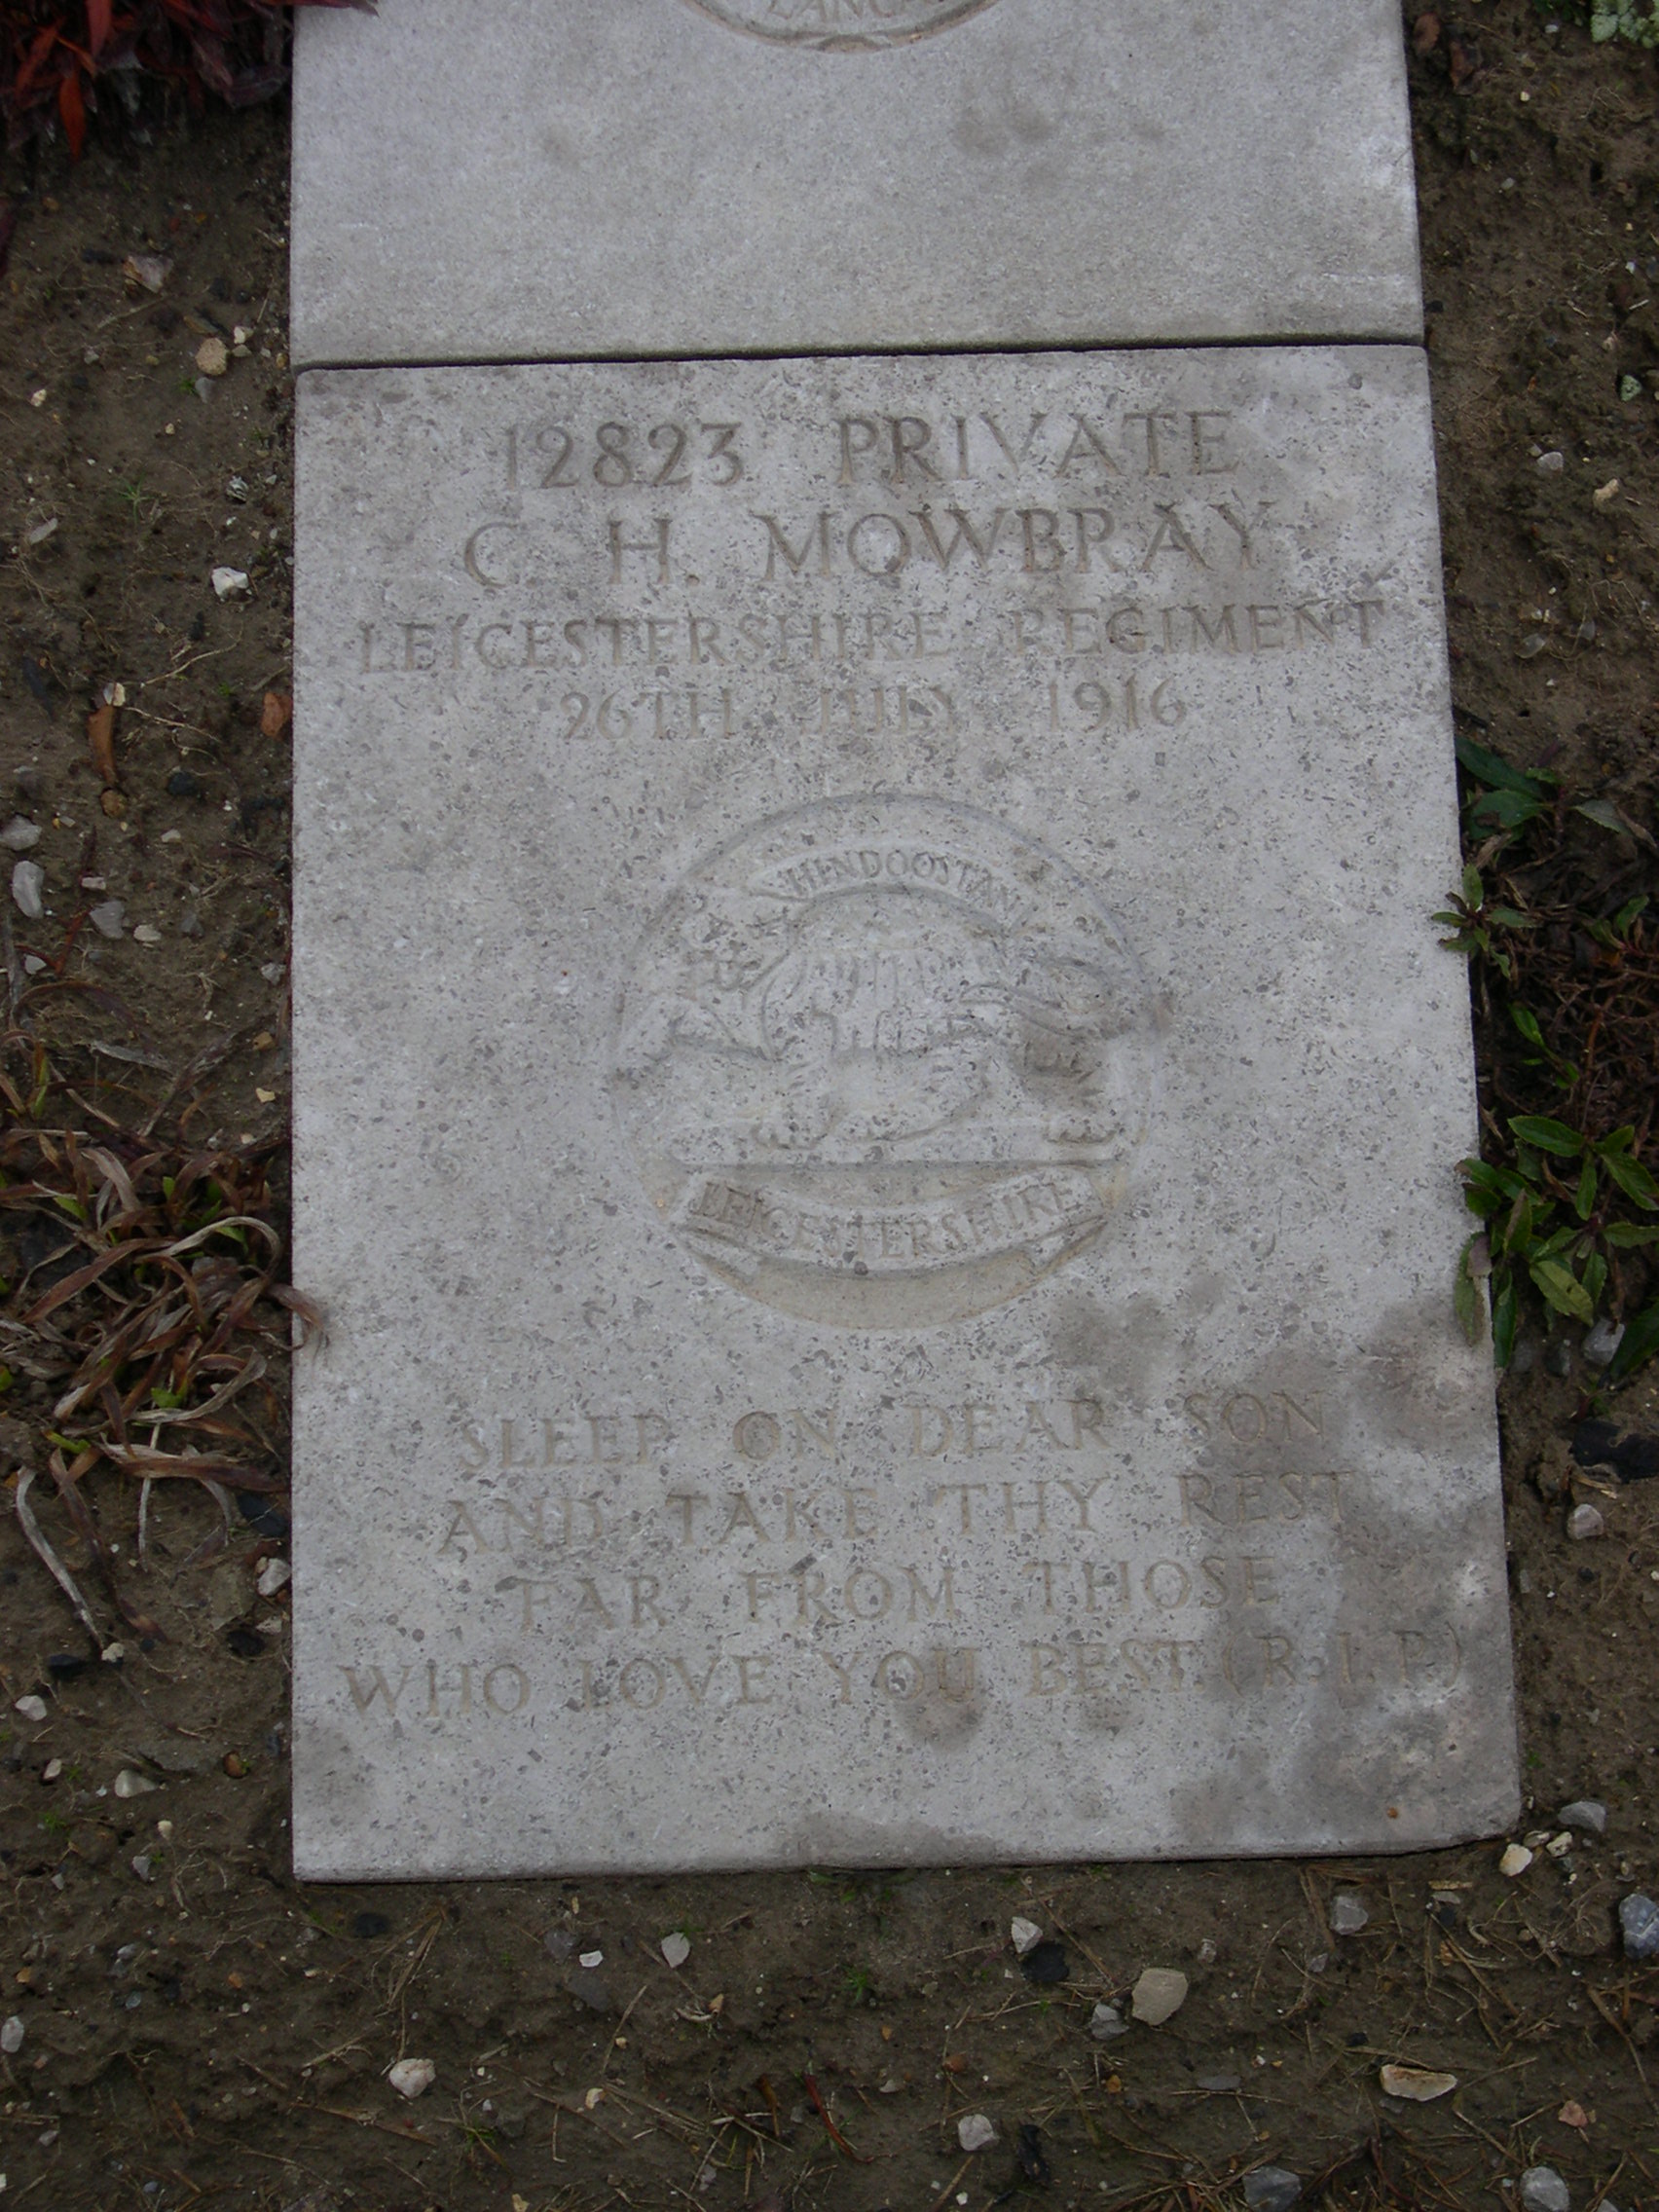 LANC
12823 PRIVATE
C. H. MOWBRAY
LEICESTERSHIRE REGIMENT
26TH JULY 1916
HINDOOSTAN
LEICESTERSHIRE
SLEEP ON DEAR SON
AND TAKE THY REST
FAR FROM THOSE
WHO LOVE YOU BEST. (R.I.P.)